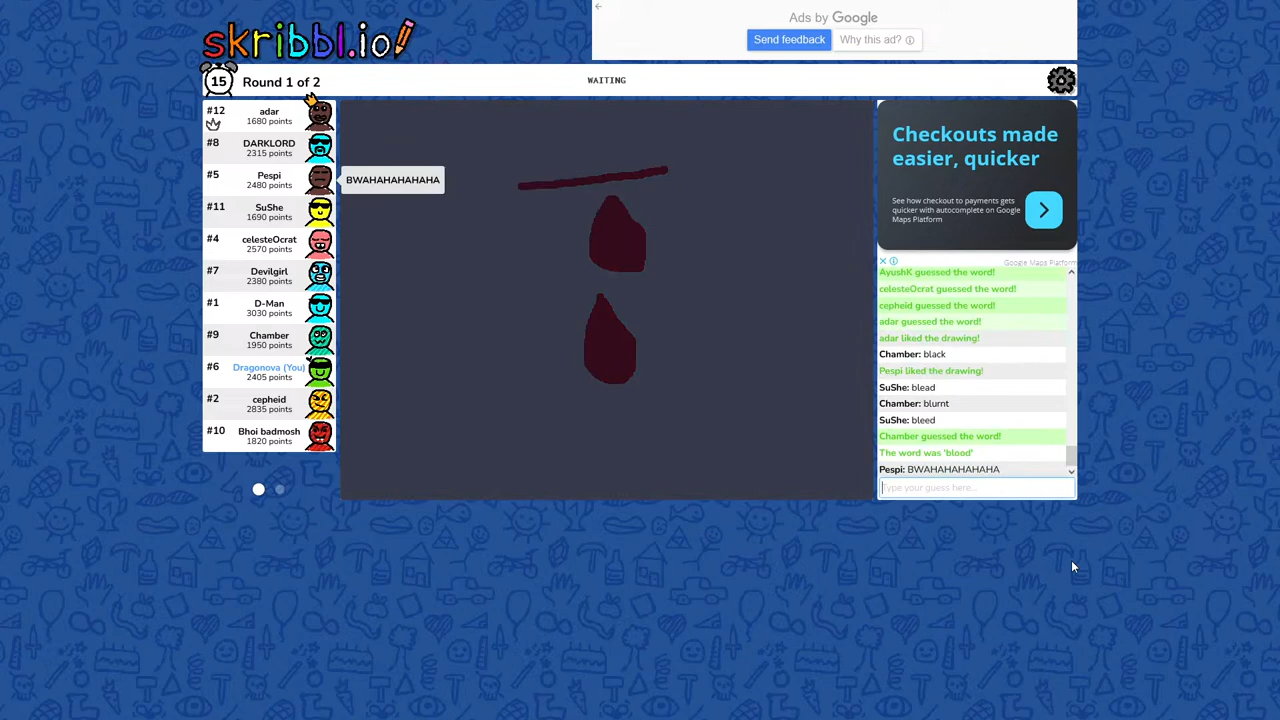 skribbl.io
Ads by Google
Send feedback
Why this ad?
15
Round 1 of 2
WAITING
#12
adar
1680 points
#8
DARKLORD
2315 points
#5
Pespi
2480 points
BWAHAHAHAHAHA
#11
SuShe
1690 points
#4
celesteOcrat
2570 points
#7
Devilgirl
2380 points
#1
D-Man
3030 points
#9
Chamber
1950 points
#6
Dragonova (You)
2405 points
#2
cepheid
2835 points
#10
Bhoi badmosh
1820 points
Checkouts made
easier, quicker
See how checkout to payments gets
quicker with autocomplete on Google
Maps Platform
Google Maps Platform
AyushK guessed the word!
celesteOcrat guessed the word!
cepheid guessed the word!
adar guessed the word!
adar liked the drawing!
Chamber: black
Pespi liked the drawing!
SuShe: blead
Chamber: blurnt
SuShe: bleed
Chamber guessed the word!
The word was 'blood'
Pespi: BWAHAHAHAHAHA
Type your guess here...